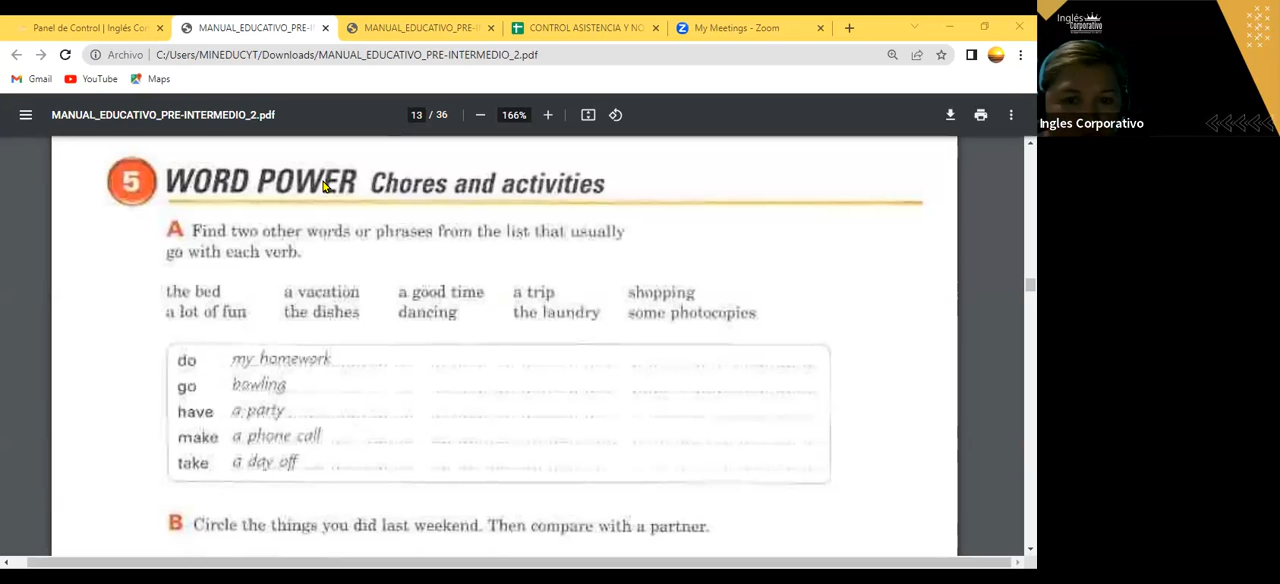 Panel de Control | Inglés Cor
MANUAL_EDUCATIVO_PRE-I
MANUAL_EDUCATIVO_PRE-INTERM
CONTROL ASISTENCIA Y NO
My Meetings - Zoom
Archivo
C:/Users/MINEDUCYT/Downloads/MANUAL_EDUCATIVO_PRE-INTERMEDIO_2.pdf
Gmail YouTube Maps
MANUAL_EDUCATIVO_PRE-INTERMEDIO_2.pdf
13 / 36
166%
5 WORD POWER Chores and activities
A Find two other words or phrases from the list that usually
go with each verb.
the bed a vacation a good time a trip shopping
a lot of fun the dishes dancing the laundry some photocopies
do my homework
go bowling
have a party
make a phone call
take a day off
B Circle the things you did last weekend. Then compare with a partner.
Inglés
Corporativo
Ingles Corporativo